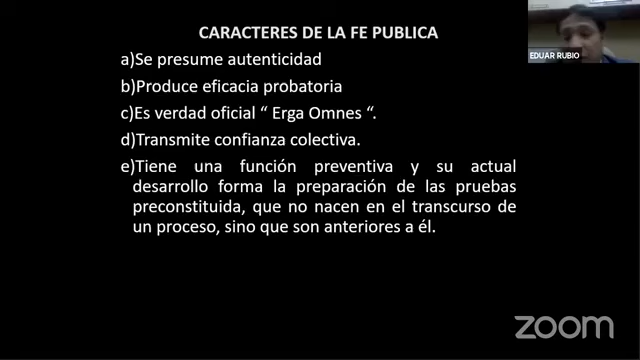 CARACTERES DE LA FE PUBLICA
EDUAR RUBIO
a)Se presume autenticidad
b)Produce eficacia probatoria
c)Es verdad oficial “ Erga Omnes “.
d)Transmite confianza colectiva.
e)Tiene una función preventiva y su actual
desarrollo forma la preparación de las pruebas
preconstituida, que no nacen en el transcurso de
un proceso, sino que son anteriores a él.
zoom